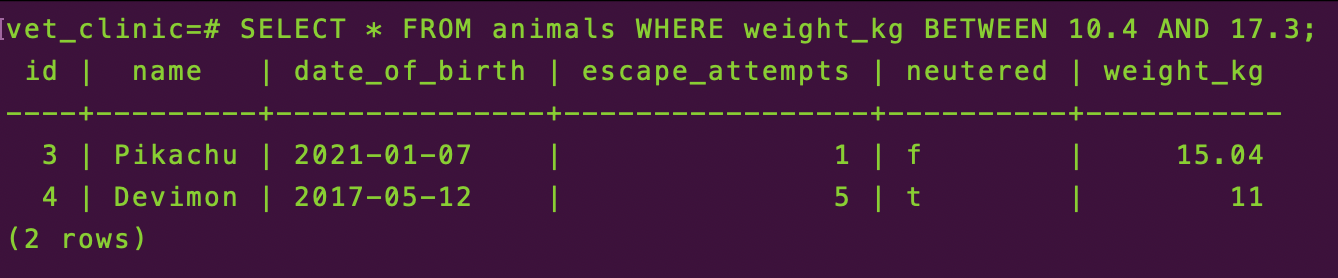 vet_clinic=# SELECT * FROM animals WHERE weight_kg BETWEEN 10.4 AND 17.3;
 id |  name   | date_of_birth | escape_attempts | neutered | weight_kg
----+---------+---------------+-----------------+----------+-----------
  3 | Pikachu | 2021-01-07    |               1 | f        |     15.04
  4 | Devimon | 2017-05-12    |               5 | t        |        11
(2 rows)